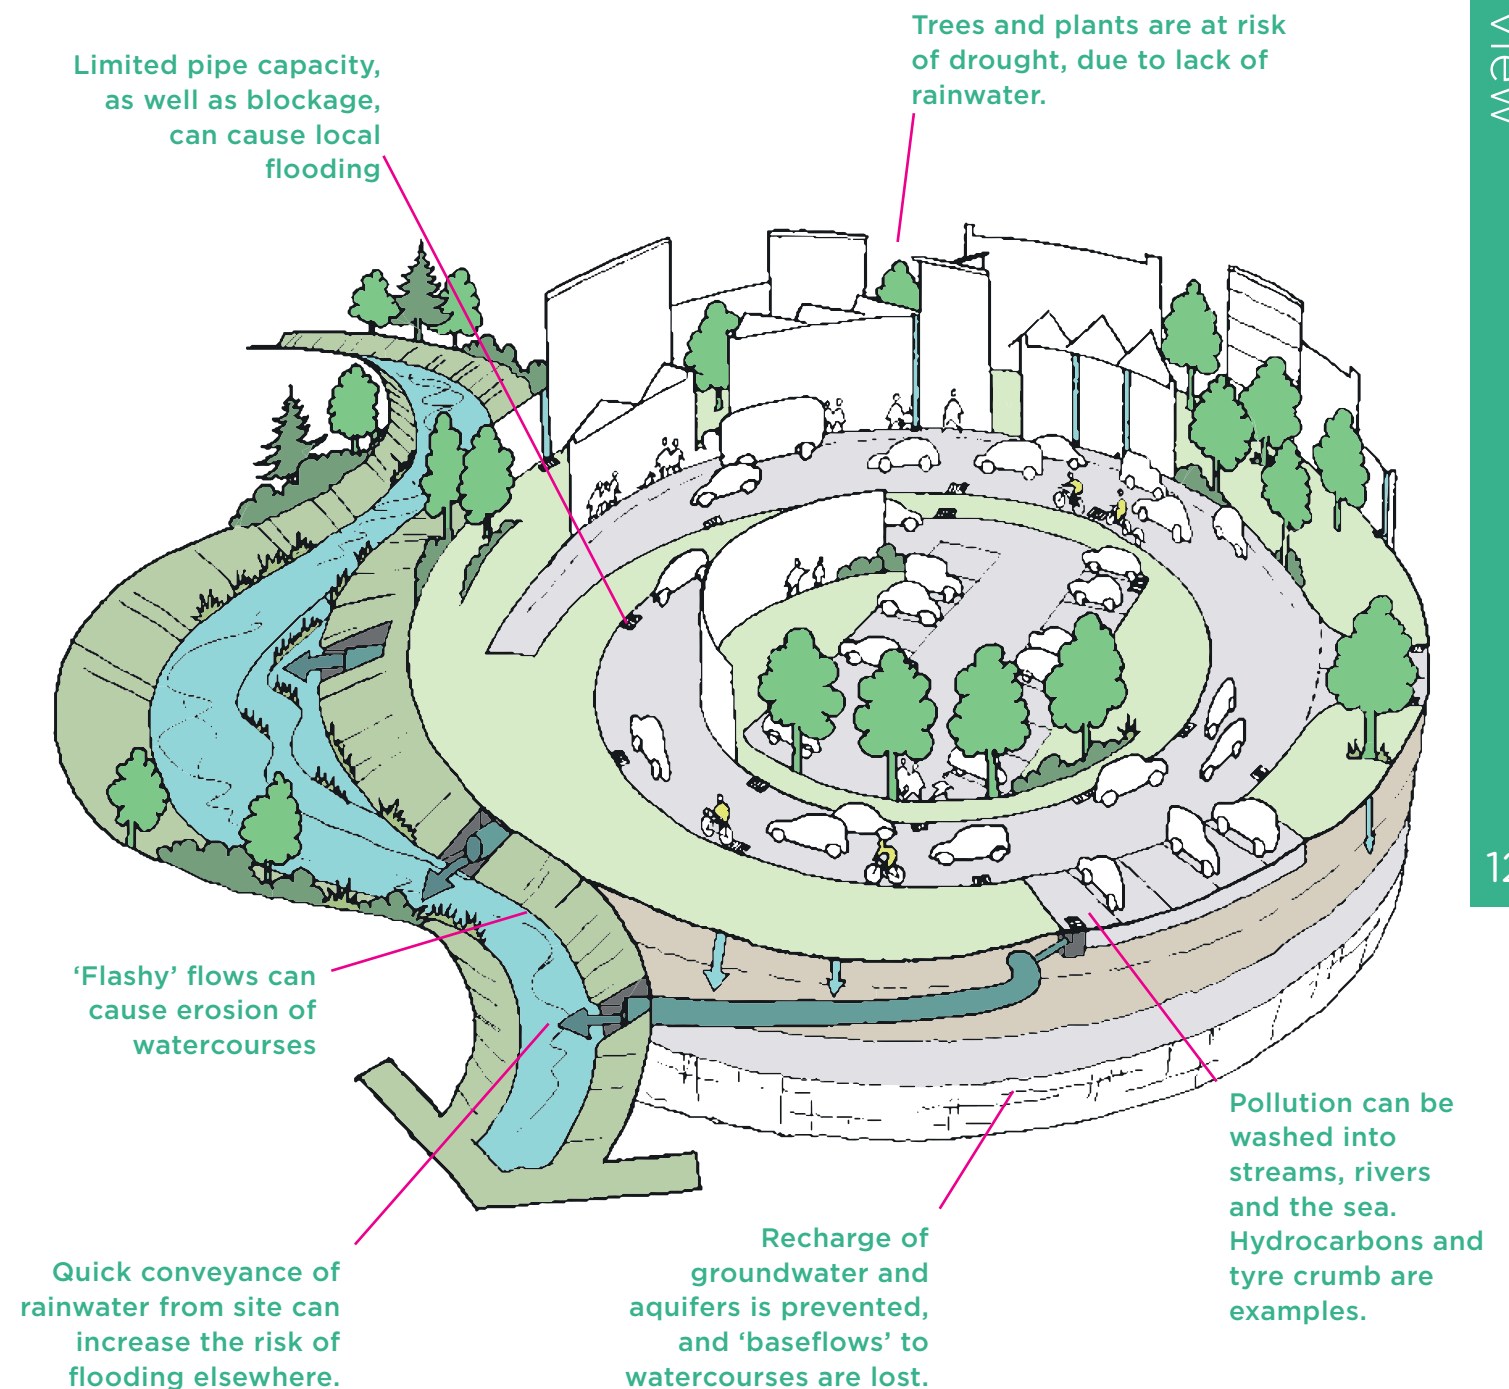 Trees and plants are at risk
of drought, due to lack of
rainwater.
Limited pipe capacity,
as well as blockage,
can cause local
flooding
view
12
‘Flashy’ flows can
cause erosion of
watercourses
Quick conveyance of
rainwater from site can
increase the risk of
flooding elsewhere.
Recharge of
groundwater and
aquifers is prevented,
and ‘baseflows’ to
watercourses are lost.
Pollution can be
washed into
streams, rivers
and the sea.
Hydrocarbons and
tyre crumb are
examples.